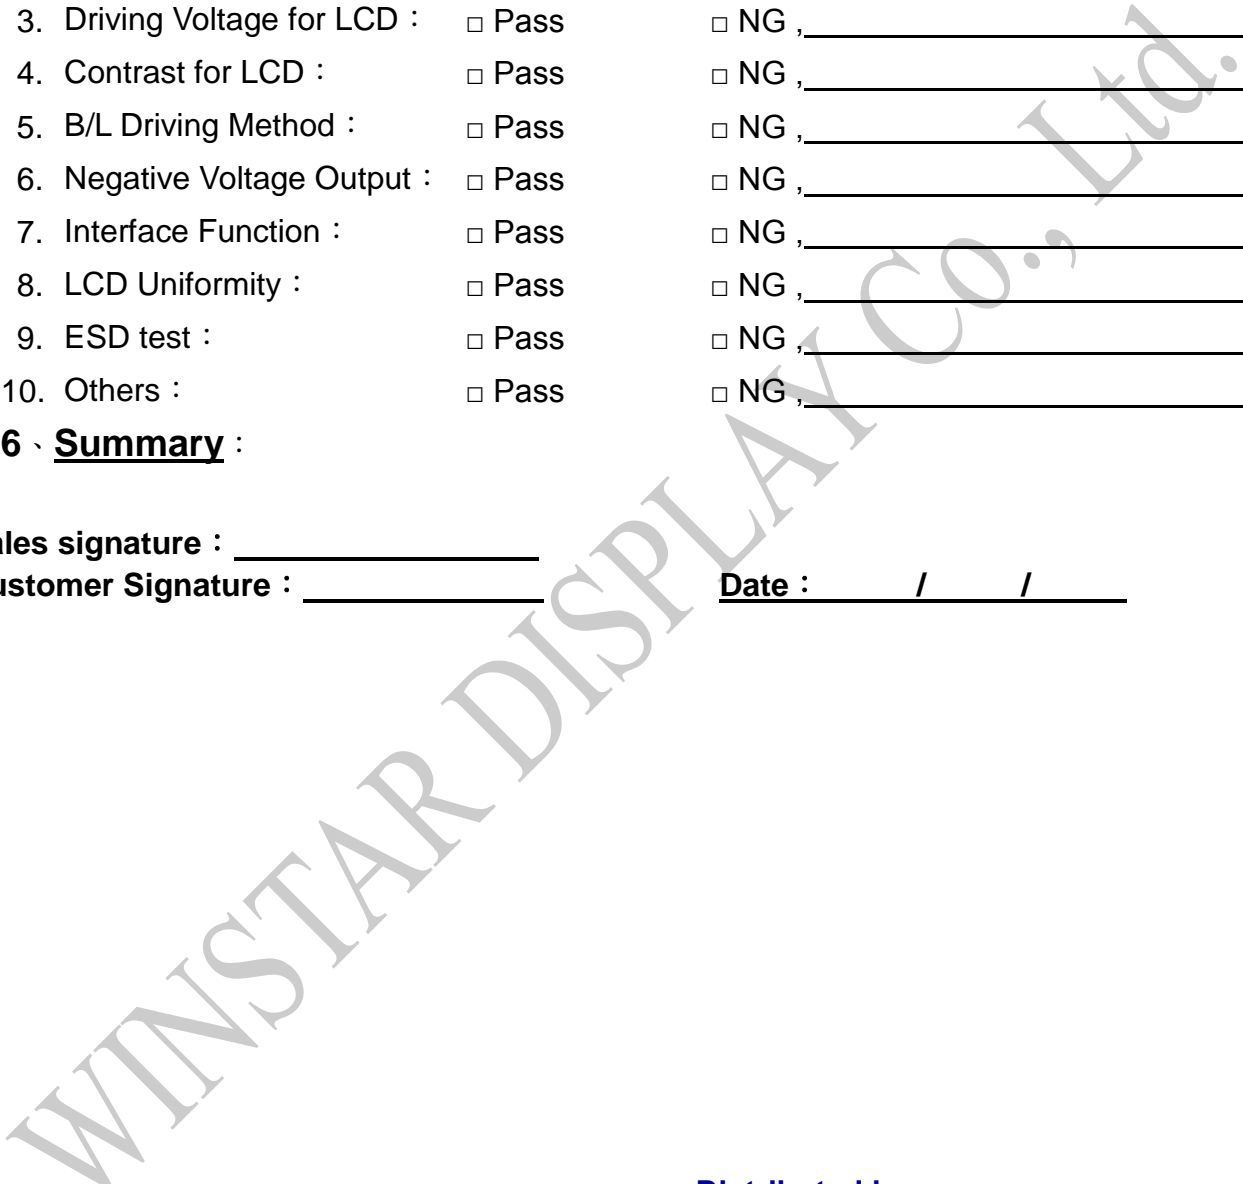 3. Driving Voltage for LCD： □ Pass □ NG ,
4. Contrast for LCD： □ Pass □ NG ,
5. B/L Driving Method： □ Pass □ NG ,
6. Negative Voltage Output： □ Pass □ NG ,
7. Interface Function： □ Pass □ NG ,
8. LCD Uniformity： □ Pass □ NG ,
9. ESD test： □ Pass □ NG ,
10. Others： □ Pass □ NG ,
6、Summary：
ales signature：
ustomer Signature： Date： / /
WINSTAR DISPLAY Co., Ltd.